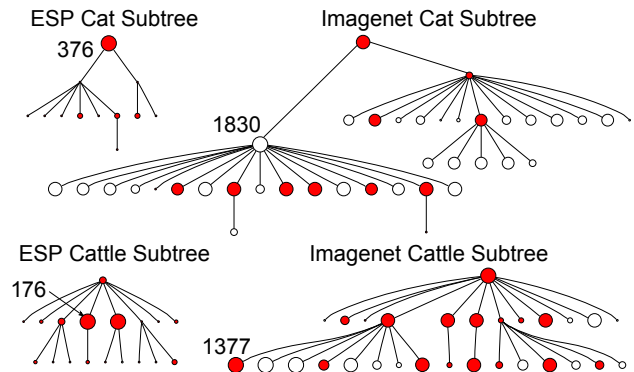 ESP Cat Subtree
Imagenet Cat Subtree
376
1830
ESP Cattle Subtree
Imagenet Cattle Subtree
176
1377